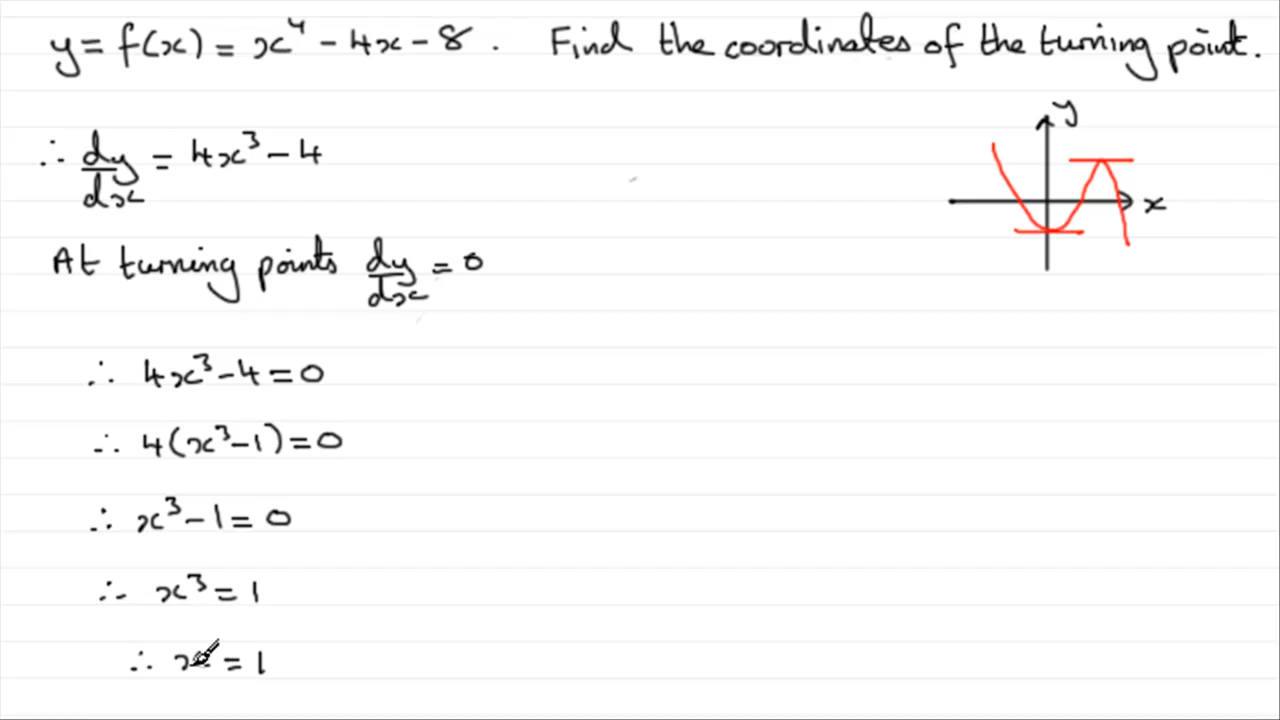 y = f(x) = x⁴ - 4x - 8 . Find the coordinates of the turning point.
y
x
∴ dy/dx = 4x³ - 4
At turning points dy/dx = 0
∴ 4x³ - 4 = 0
∴ 4(x³ - 1) = 0
∴ x³ - 1 = 0
∴ x³ = 1
∴ x = 1